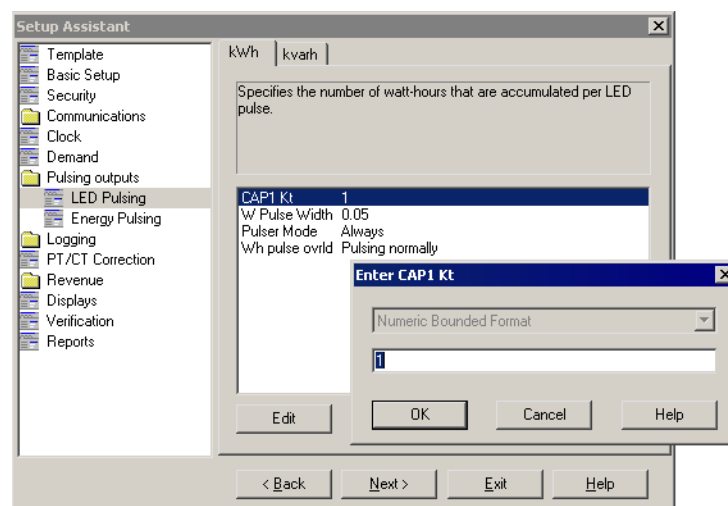 Setup Assistant
Template
Basic Setup
Security
Communications
Clock
Demand
Pulsing outputs
LED Pulsing
Energy Pulsing
Logging
PT/CT Correction
Revenue
Displays
Verification
Reports
kWh
kvarh
Specifies the number of watt-hours that are accumulated per LED
pulse.
CAP1 Kt 1
W Pulse Width 0.05
Pulser Mode Always
Wh pulse ovrld Pulsing normally
Enter CAP1 Kt
Numeric Bounded Format
1
OK Cancel Help
Edit
< Back Next > Exit Help